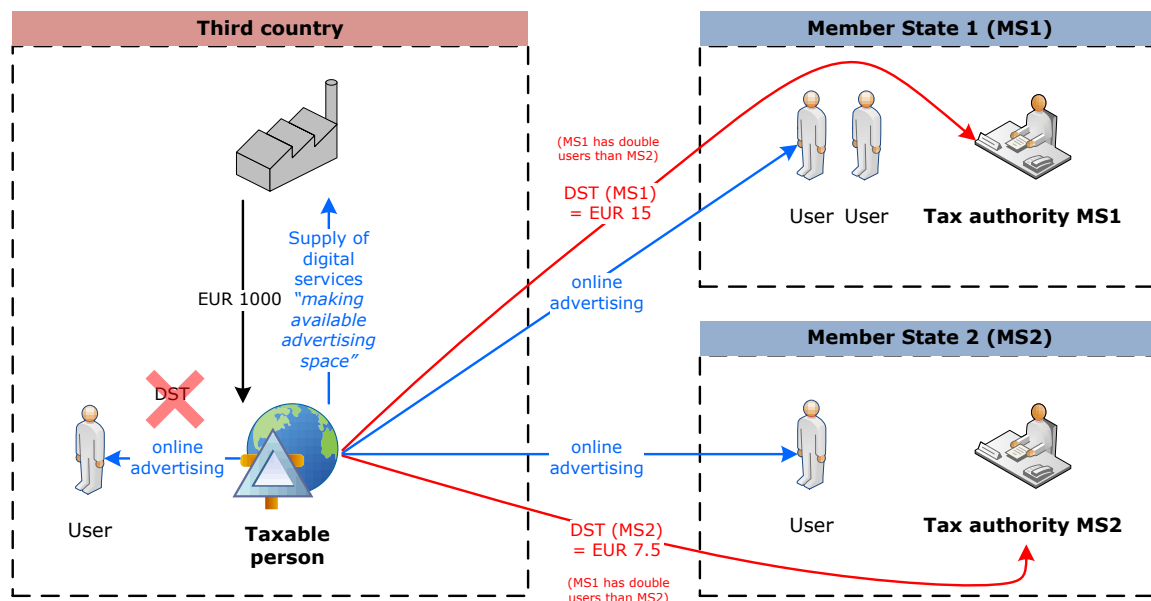 Third country
EUR 1000
Supply of
digital
services
“making
available
advertising
space”
DST
online
advertising
User
Taxable
person
(MS1 has double
users than MS2)
DST (MS1)
= EUR 15
online
advertising
online
advertising
DST (MS2)
= EUR 7.5
(MS1 has double
users than MS2)
Member State 1 (MS1)
User User
Tax authority MS1
Member State 2 (MS2)
User
Tax authority MS2